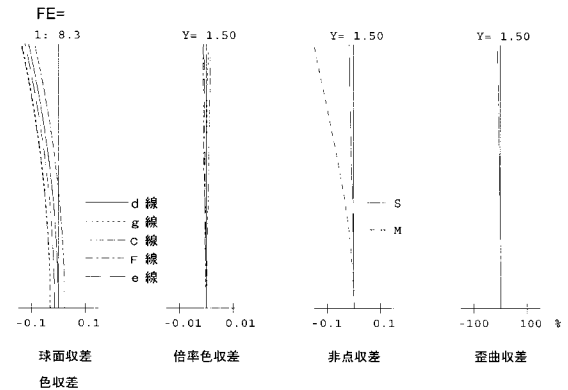 FE=
1: 8.3
Y= 1.50
Y= 1.50
Y= 1.50
d 線
g 線
C 線
F 線
e 線
S
M
-0.1 0.1
-0.01 0.01
-0.1 0.1
-100 100 %
球面収差
色収差
倍率色収差
非点収差
歪曲収差